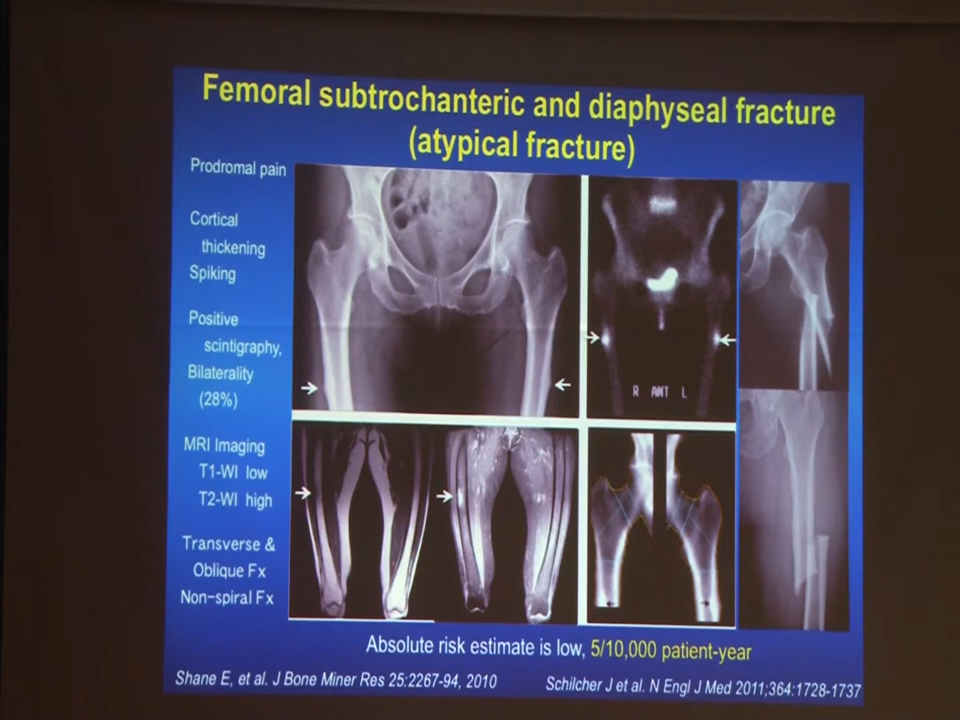 Femoral subtrochanteric and diaphyseal fracture
(atypical fracture)
Prodromal pain
Cortical
thickening
Spiking
Positive
scintigraphy,
Bilaterality
(28%)
MRI Imaging
T1-WI low
T2-WI high
Transverse &
Oblique Fx
Non-spiral Fx
R ANT L
Absolute risk estimate is low, 5/10,000 patient-year
Shane E, et al. J Bone Miner Res 25:2267-94, 2010
Schilcher J et al. N Engl J Med 2011;364:1728-1737